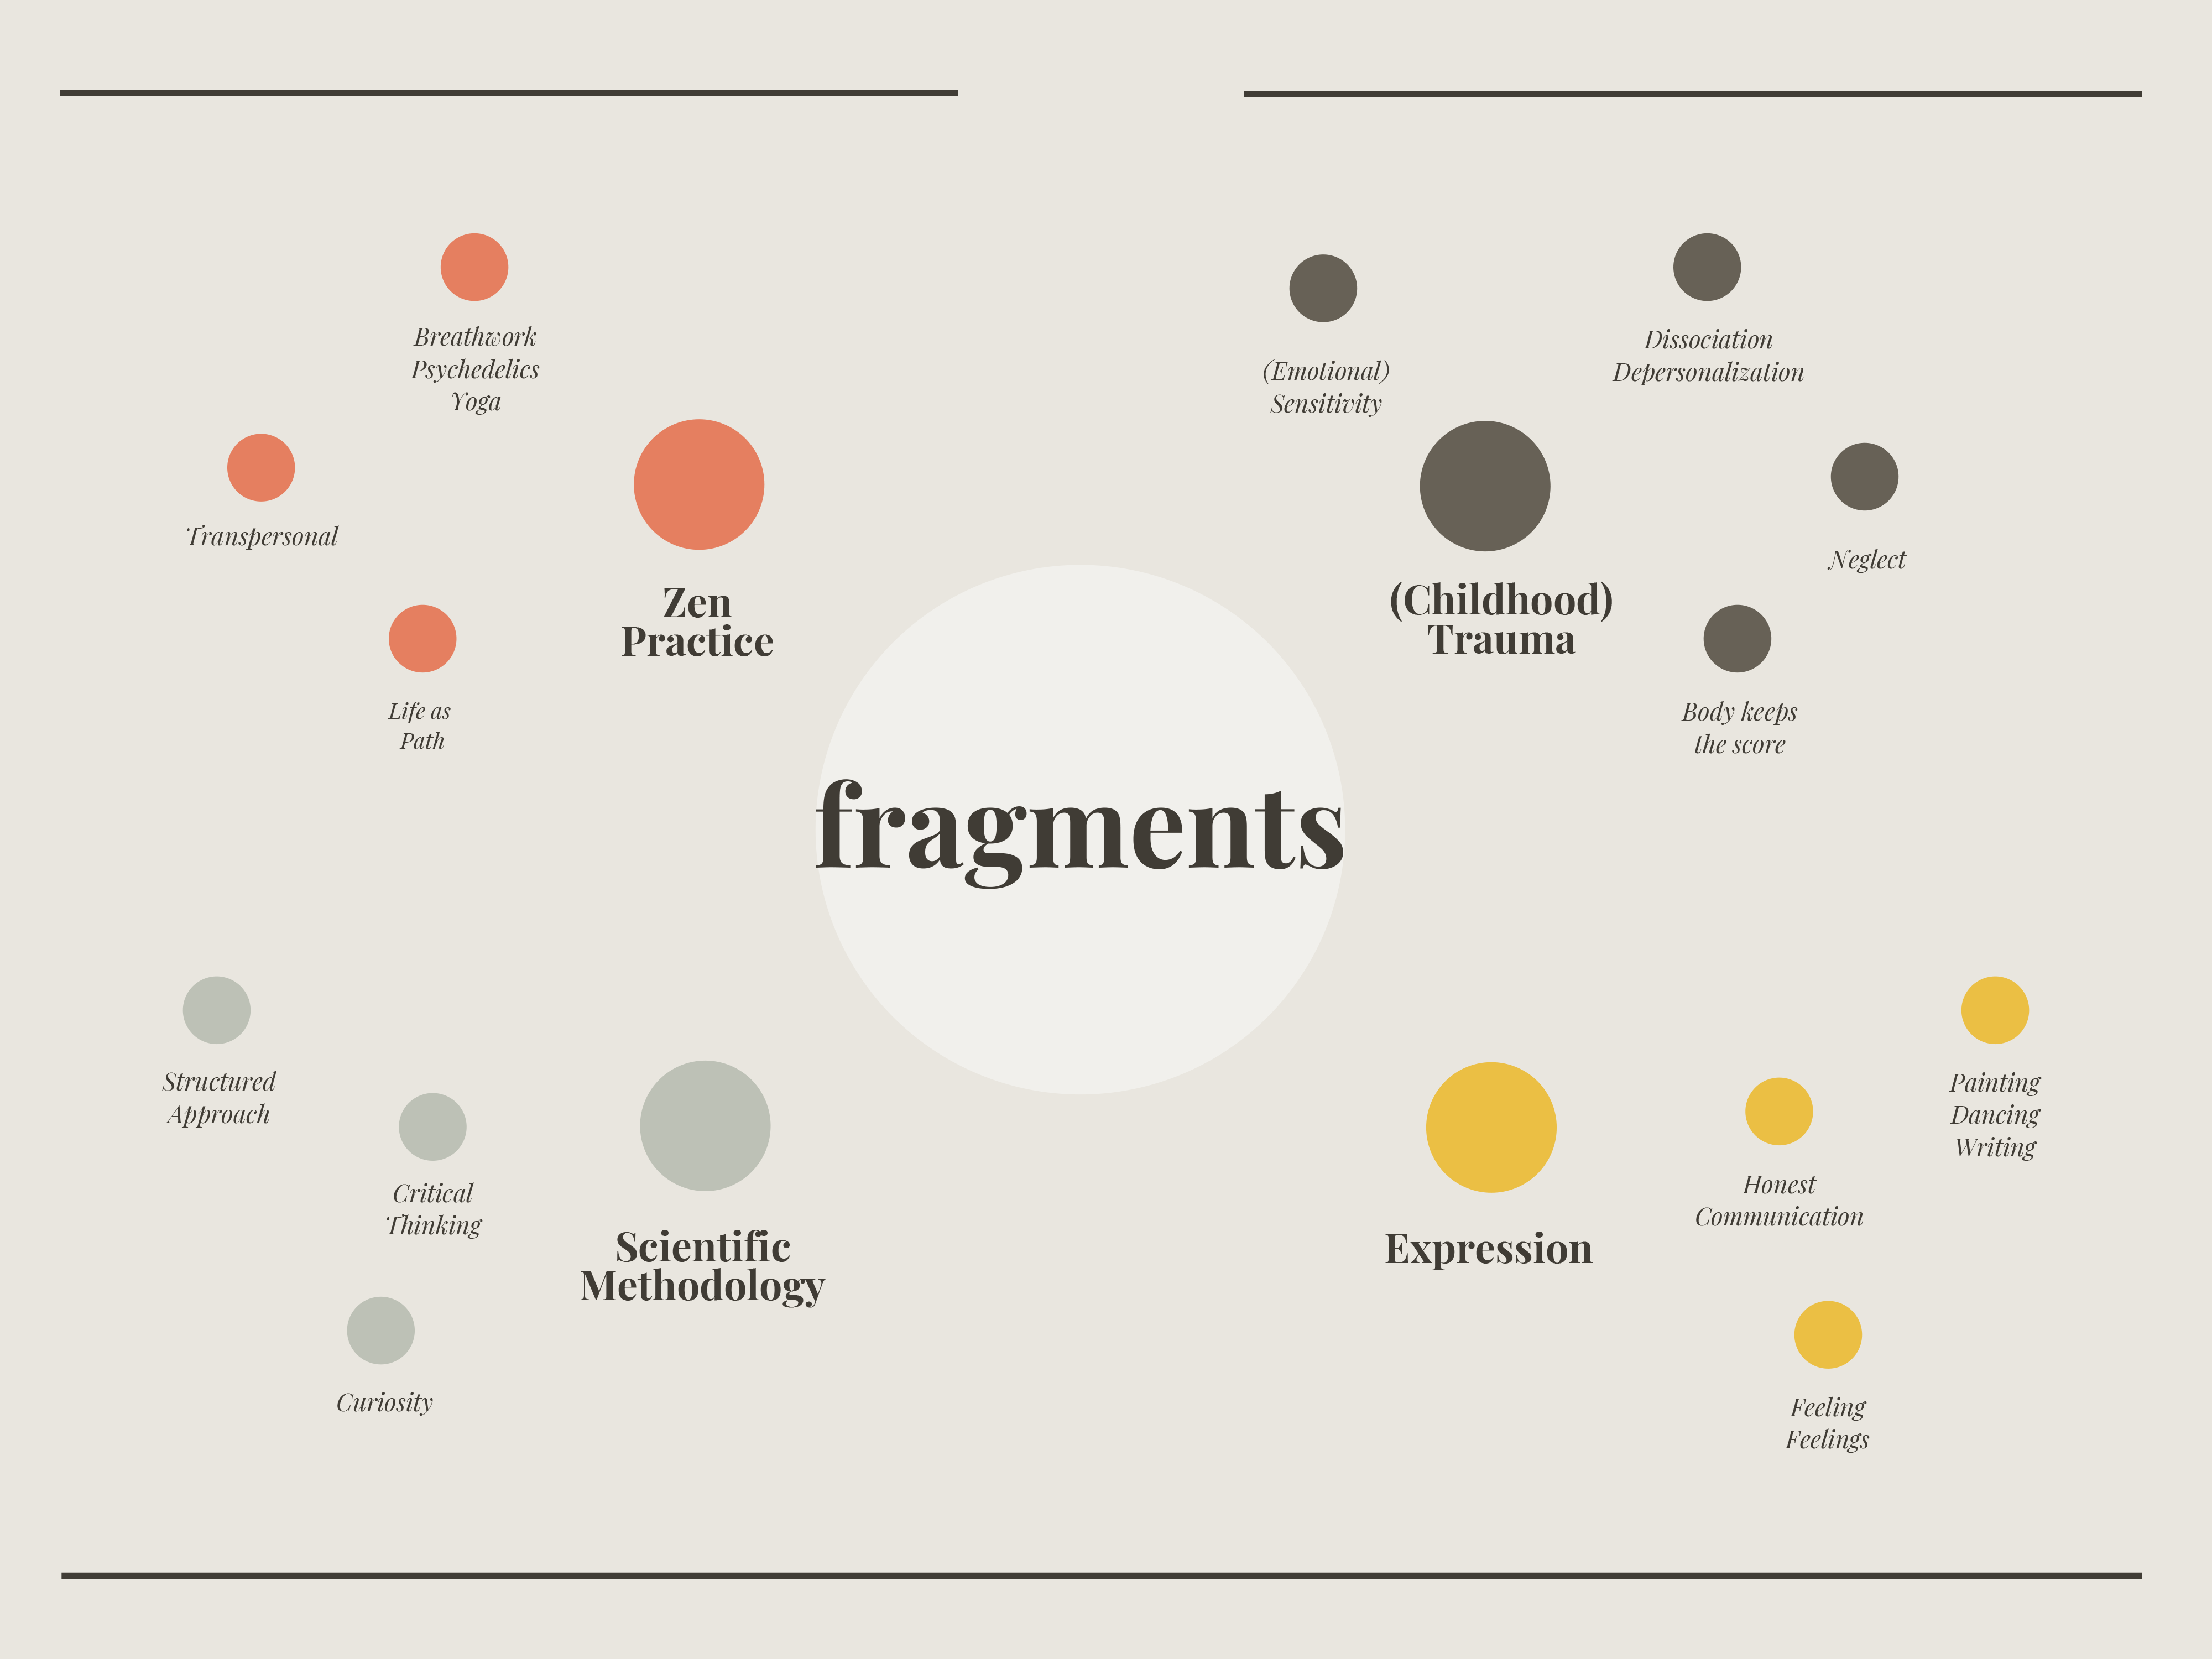 Breathwork
Psychedelics
Yoga
Transpersonal
Life as
Path
Zen
Practice
(Emotional)
Sensitivity
Dissociation
Depersonalization
Neglect
(Childhood)
Trauma
Body keeps
the score
fragments
Structured
Approach
Critical
Thinking
Curiosity
Scientific
Methodology
Expression
Honest
Communication
Painting
Dancing
Writing
Feeling
Feelings